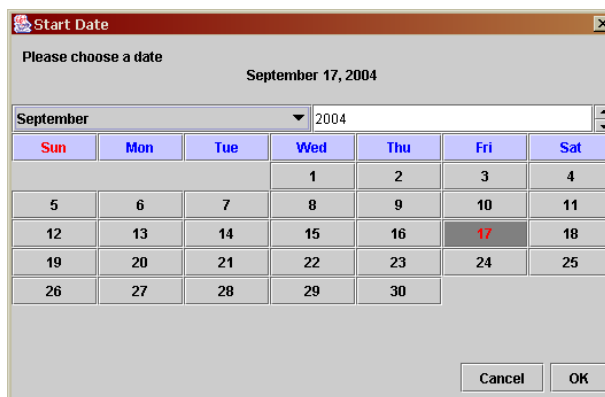 Start Date
Please choose a date
September 17, 2004
September 2004
Sun Mon Tue Wed Thu Fri Sat
1 2 3 4
5 6 7 8 9 10 11
12 13 14 15 16 17 18
19 20 21 22 23 24 25
26 27 28 29 30
Cancel OK